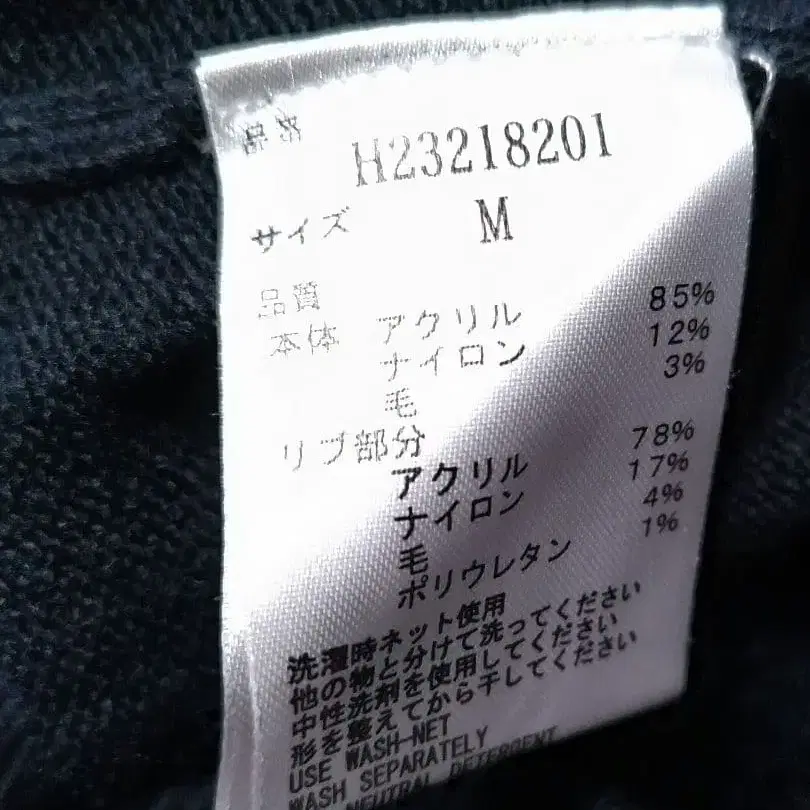 品番 H23218201
サイズ M
品質
本体 アクリル 85%
ナイロン 12%
毛 3%
リブ部分
アクリル 78%
ナイロン 17%
毛 4%
ポリウレタン 1%
洗濯時ネット使用
他の物と分けて洗ってください
中性洗剤を使用してください
形を整えてから干してください
USE WASH-NET
WASH SEPARATELY
NEUTRAL DETERGENT